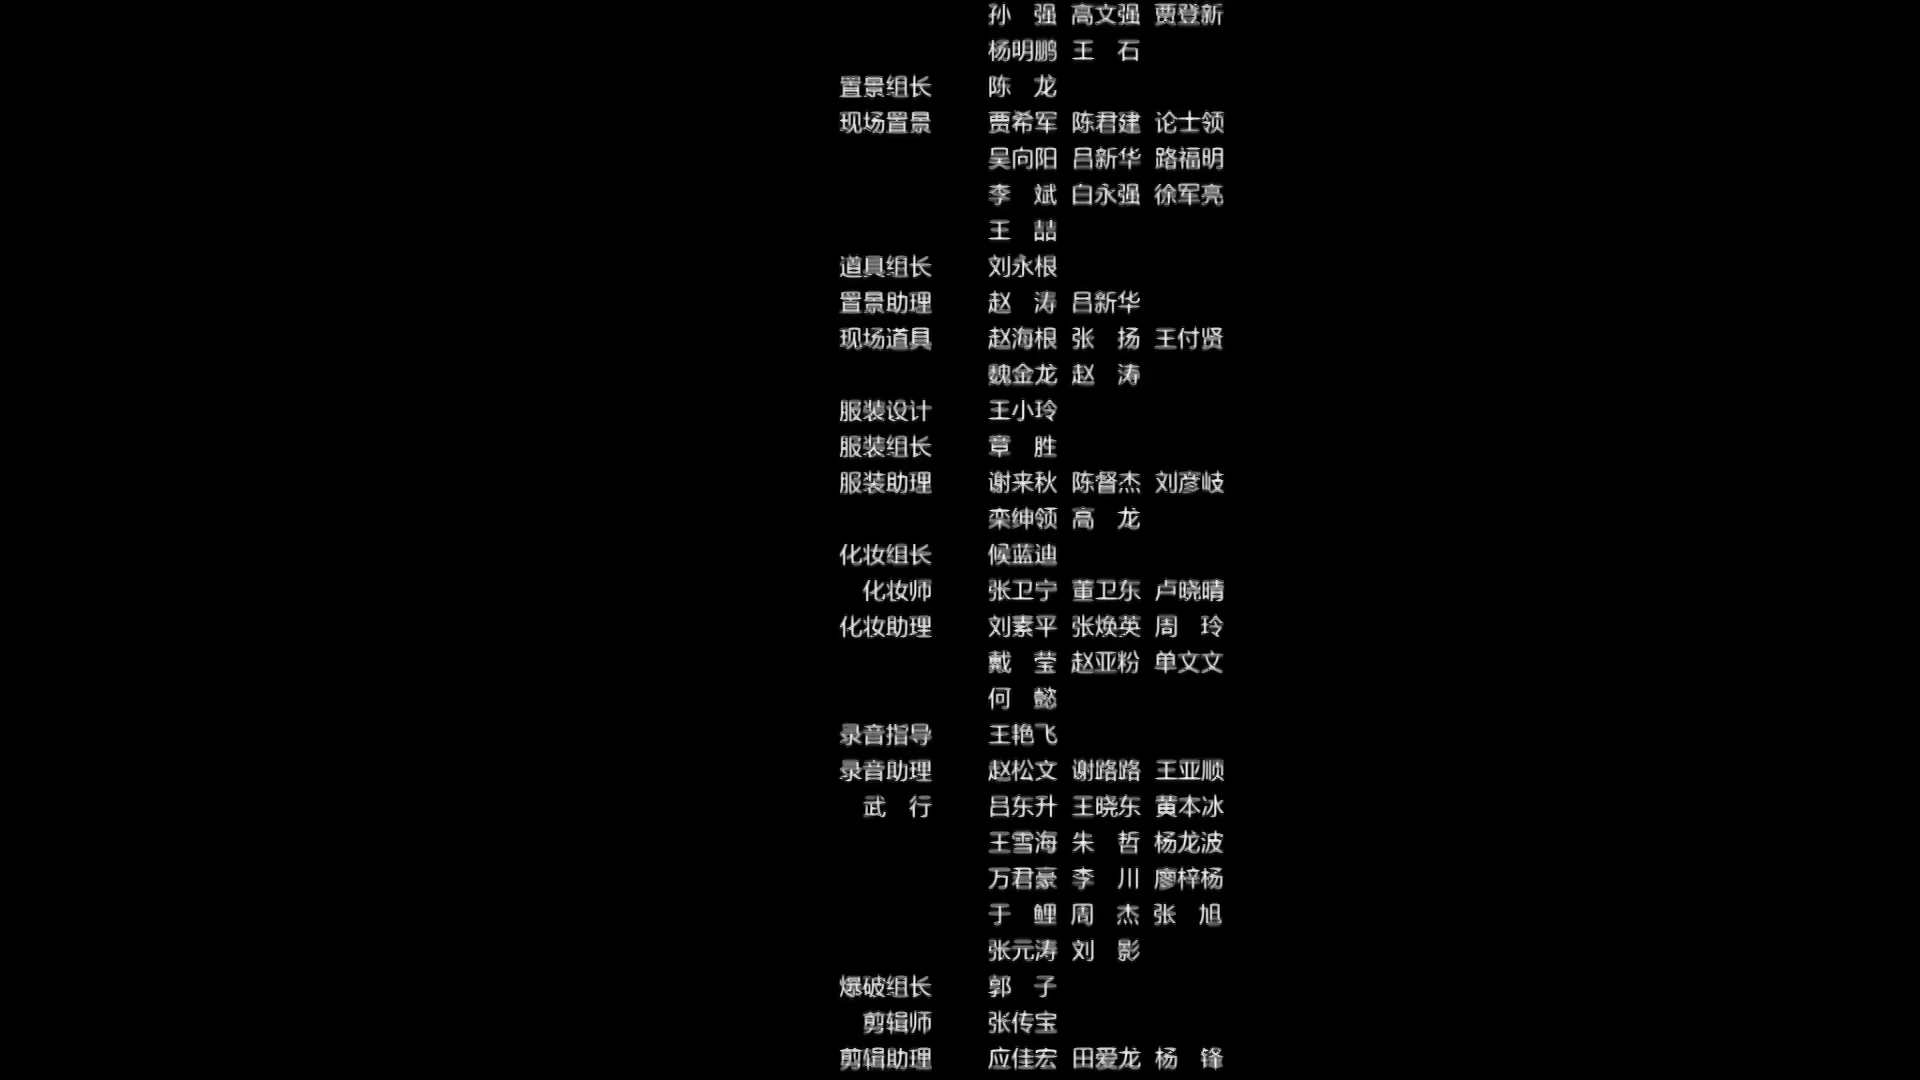 孙　强 高文强 贾登新
杨明鹏 王　石
置景组长 陈　龙
现场置景 贾希军 陈君建 论士领
吴向阳 吕新华 路福明
李　斌 白永强 徐军亮
王　喆
道具组长 刘永根
置景助理 赵　涛 吕新华
现场道具 赵海根 张　扬 王付贤
魏金龙 赵　涛
服装设计 王小玲
服装组长 章　胜
服装助理 谢来秋 陈督杰 刘彦岐
栾绅领 高　龙
化妆组长 候蓝迪
化妆师 张卫宁 董卫东 卢晓晴
化妆助理 刘素平 张焕英 周　玲
戴　莹 赵亚粉 单文文
何　懿
录音指导 王艳飞
录音助理 赵松文 谢路路 王亚顺
武　行 吕东升 王晓东 黄本冰
王雪海 朱　哲 杨龙波
万君豪 李　川 廖梓杨
于　鲤 周　杰 张　旭
张元涛 刘　影
爆破组长 郭　子
剪辑师 张传宝
剪辑助理 应佳宏 田爱龙 杨　锋